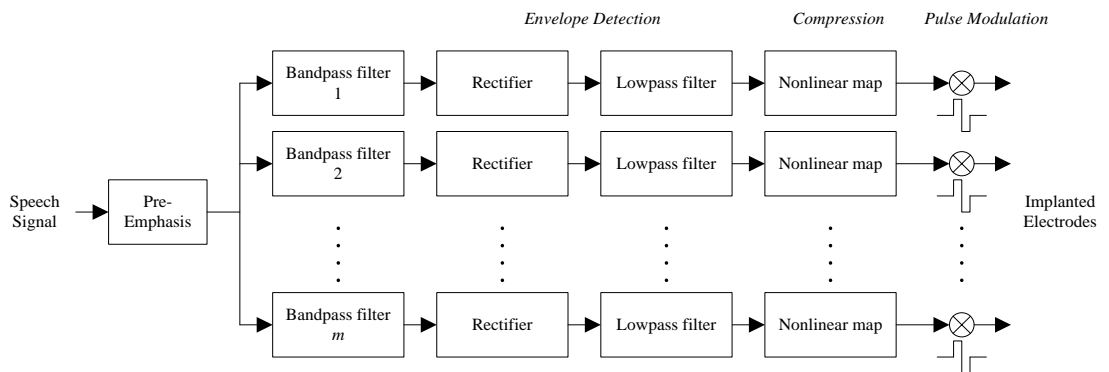 Envelope Detection
Compression
Pulse Modulation
Bandpass filter
1
Rectifier
Lowpass filter
Nonlinear map
Bandpass filter
2
Rectifier
Lowpass filter
Nonlinear map
Speech
Signal
Pre-
Emphasis
Implanted
Electrodes
Bandpass filter
m
Rectifier
Lowpass filter
Nonlinear map